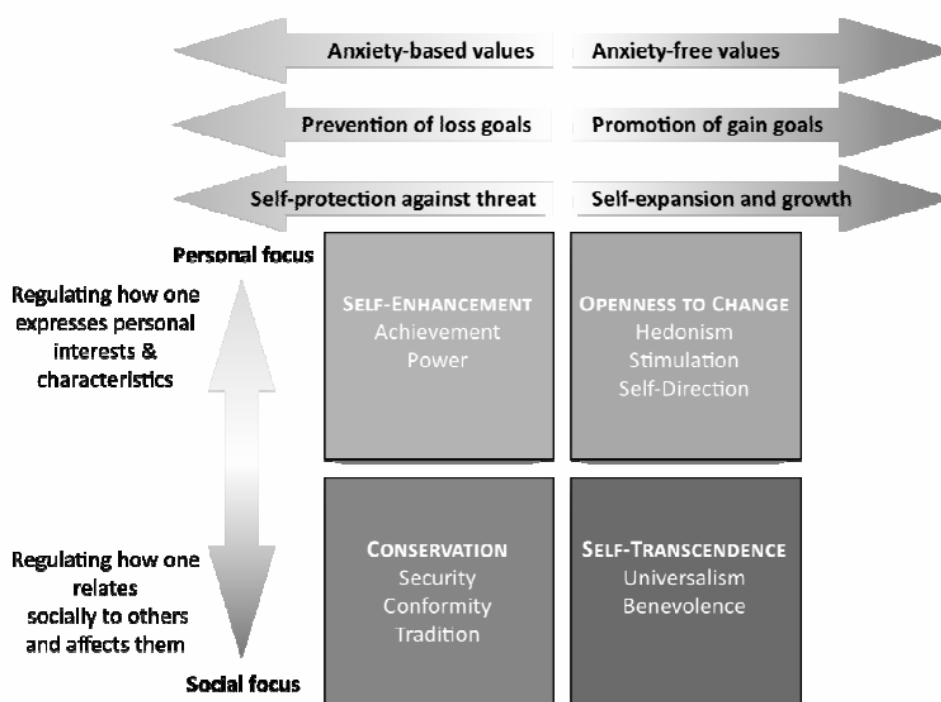 Anxiety-based values
Anxiety-free values
Prevention of loss goals
Promotion of gain goals
Self-protection against threat
Self-expansion and growth
Personal focus
Regulating how one
expresses personal
interests &
characteristics
SELF-ENHANCEMENT
Achievement
Power
OPENNESS TO CHANGE
Hedonism
Stimulation
Self-Direction
Regulating how one
relates
socially to others
and affects them
Social focus
CONSERVATION
Security
Conformity
Tradition
SELF-TRANSCENDENCE
Universalism
Benevolence